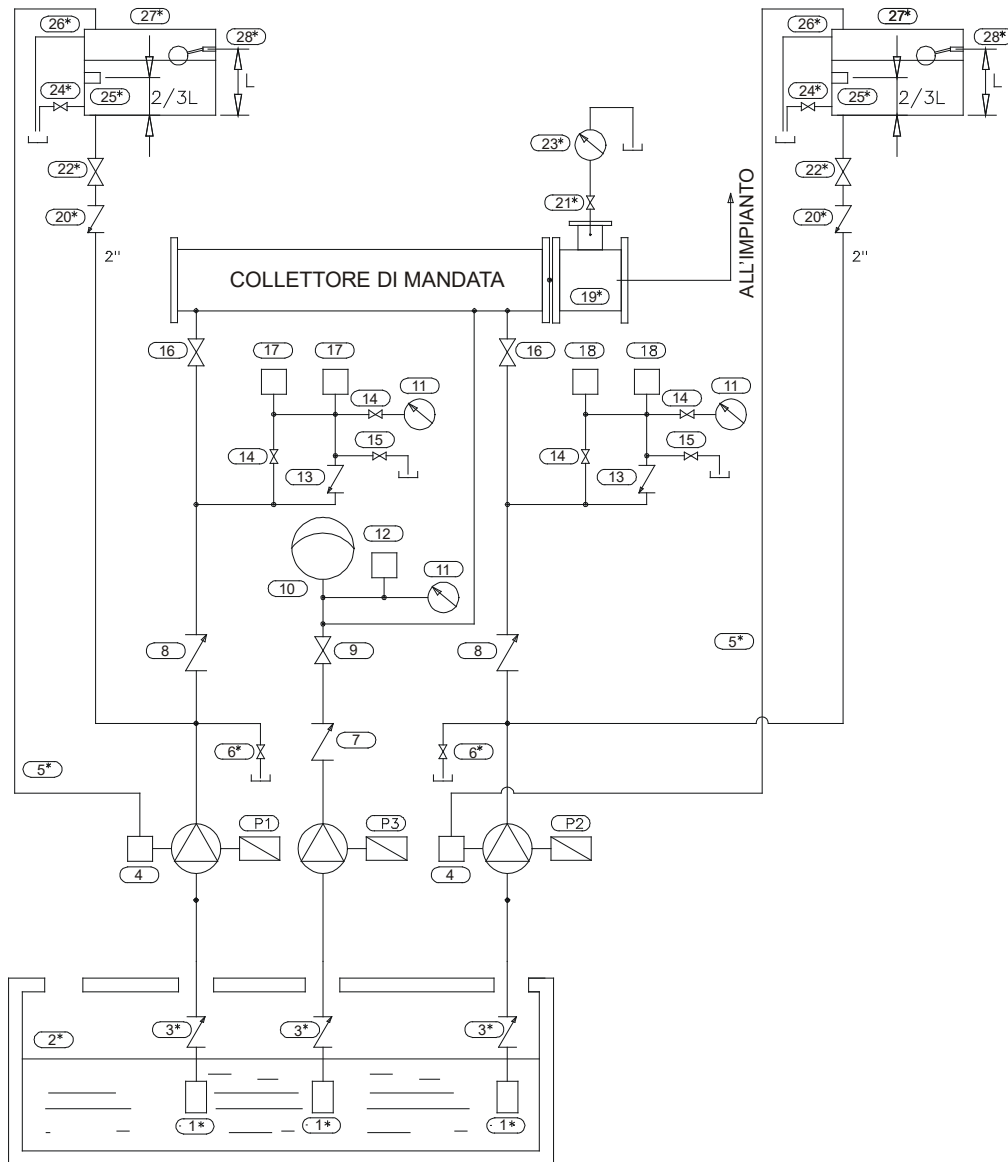 26* 27* 28* 26* 27* 28*
24* 25* 2/3L L 24* 25* 2/3L L
23*
22* 22*
21*
20* 20*
2" 2"
COLLETTORE DI MANDATA
19*
ALL'IMPIANTO
16 17 17 16 18 18
14 11 14 11
15 15
14 14
13 13
12
10 11
8 9 8 5*
7
6* 6*
5*
P1 P3 P2
4 4
3* 3* 3*
2*
1* 1* 1*